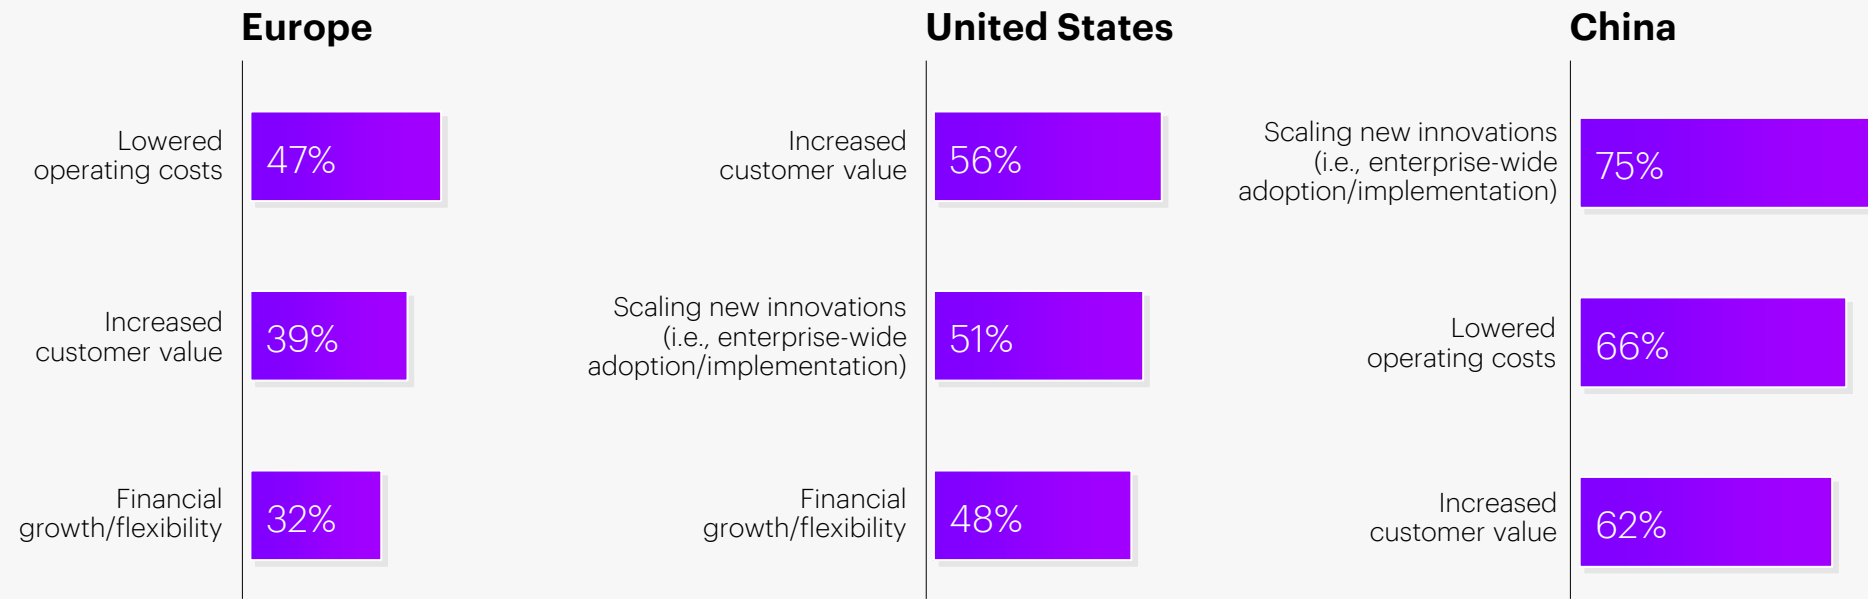 Europe
Lowered
operating costs
47%
Increased
customer value
39%
Financial
growth/flexibility
32%
United States
Increased
customer value
56%
Scaling new innovations
(i.e., enterprise-wide
adoption/implementation)
51%
Financial
growth/flexibility
48%
China
Scaling new innovations
(i.e., enterprise-wide
adoption/implementation)
75%
Lowered
operating costs
66%
Increased
customer value
62%